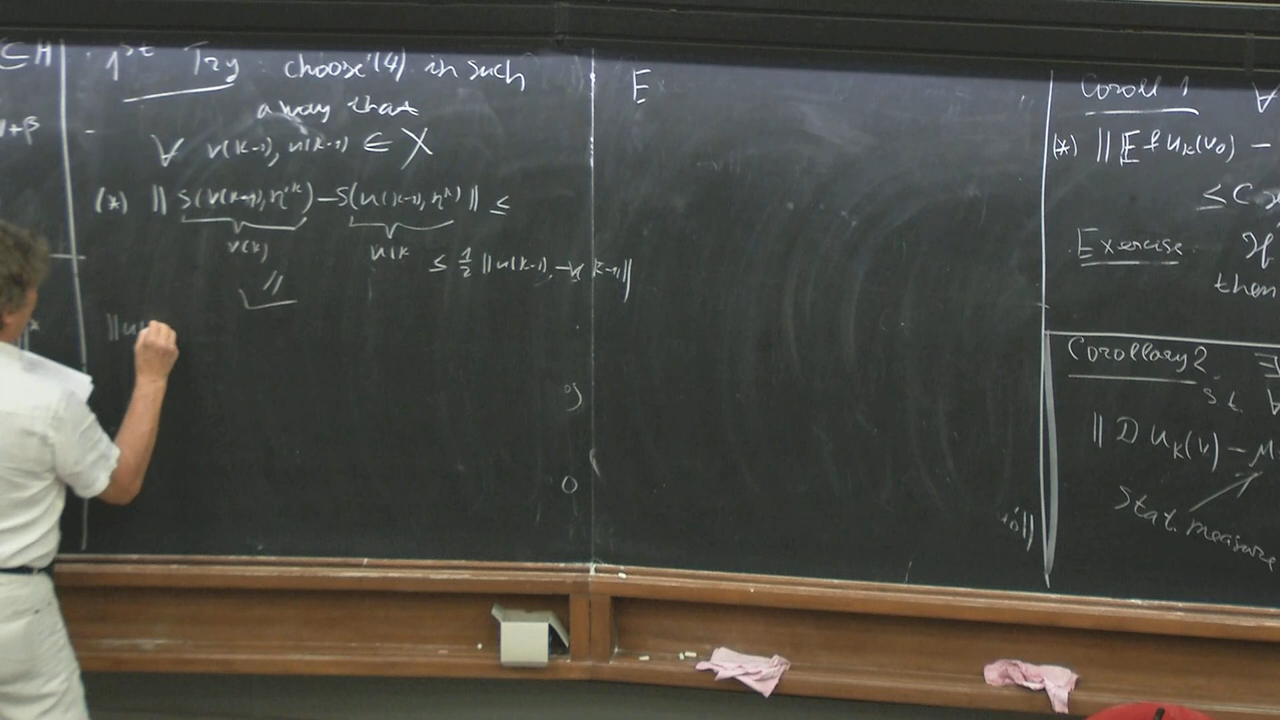 ⊆ H
1st Try : choose (4) in such
a way that
∀ v(k-1), u(k-1) ∈ X
(*) || S(v(k-1), η'^k) – S(u(k-1), η^k) || ≤
v(k)
u(k
≤ 1/2 || u(k-1) – v(k-1) ||
||u
E
Coroll 1 ∀
(*) || E f u_k(v_0) –
≤ C
Exercise If
then
Corollary 2 ∃
s.t. ∀
|| D u_k(v) – μ
Stat. measure